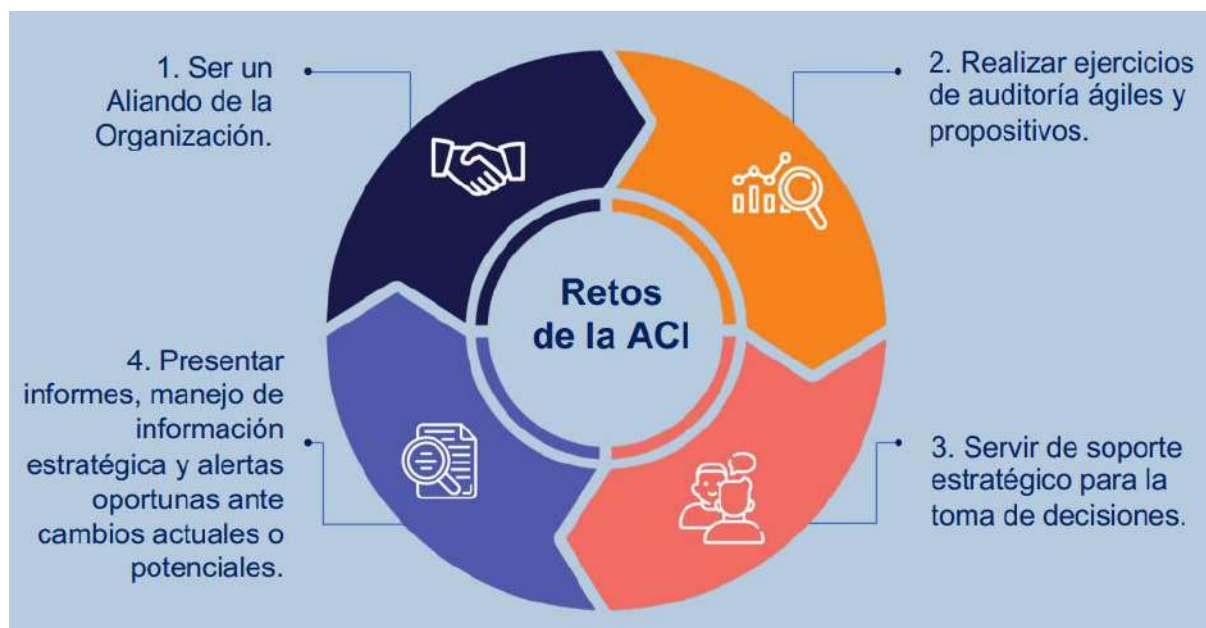 1. Ser un
Aliando de la
Organización.
2. Realizar ejercicios
de auditoría ágiles y
propositivos.
Retos
de la ACI
3. Servir de soporte
estratégico para la
toma de decisiones.
4. Presentar
informes, manejo de
información
estratégica y alertas
oportunas ante
cambios actuales o
potenciales.